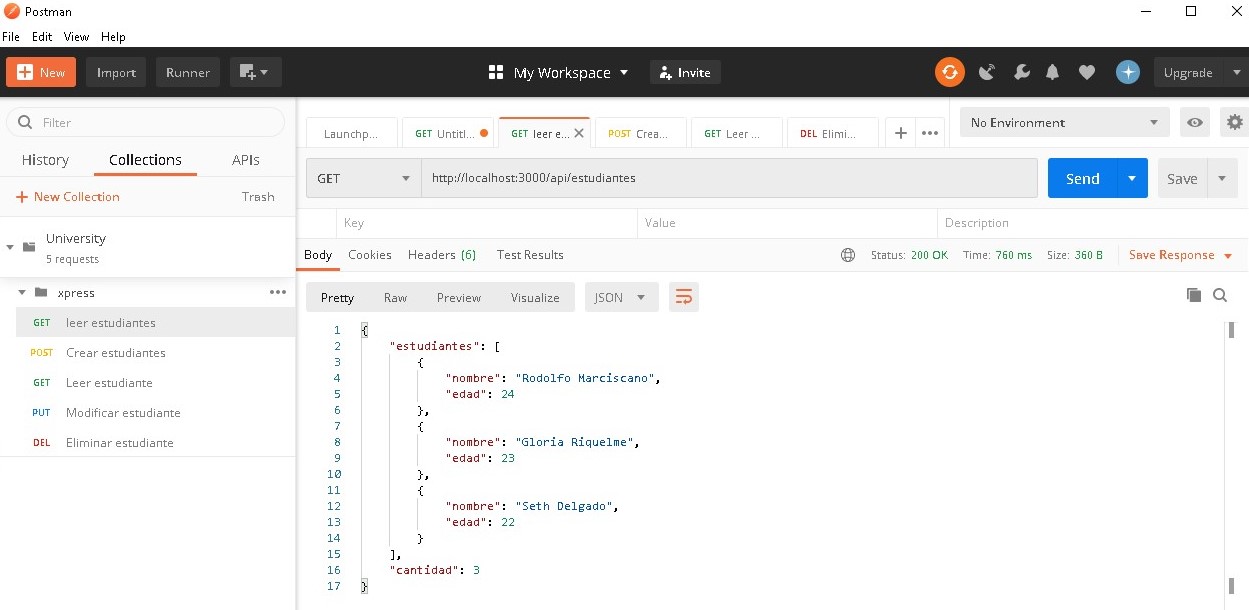 Postman
File Edit View Help
New Import Runner My Workspace Invite Upgrade
Filter
History Collections APIs
New Collection Trash
University
5 requests
xpress
GET leer estudiantes
POST Crear estudiantes
GET Leer estudiante
PUT Modificar estudiante
DEL Eliminar estudiante
Launchp... GET Untitl... GET leer e... POST Crea... GET Leer ... DEL Elimi... No Environment
GET http://localhost:3000/api/estudiantes Send Save
Key Value Description
Body Cookies Headers (6) Test Results Status: 200 OK Time: 760 ms Size: 360 B Save Response
Pretty Raw Preview Visualize JSON
1 {
2 "estudiantes": [
3 {
4 "nombre": "Rodolfo Marciscano",
5 "edad": 24
6 },
7 {
8 "nombre": "Gloria Riquelme",
9 "edad": 23
10 },
11 {
12 "nombre": "Seth Delgado",
13 "edad": 22
14 }
15 ],
16 "cantidad": 3
17 }